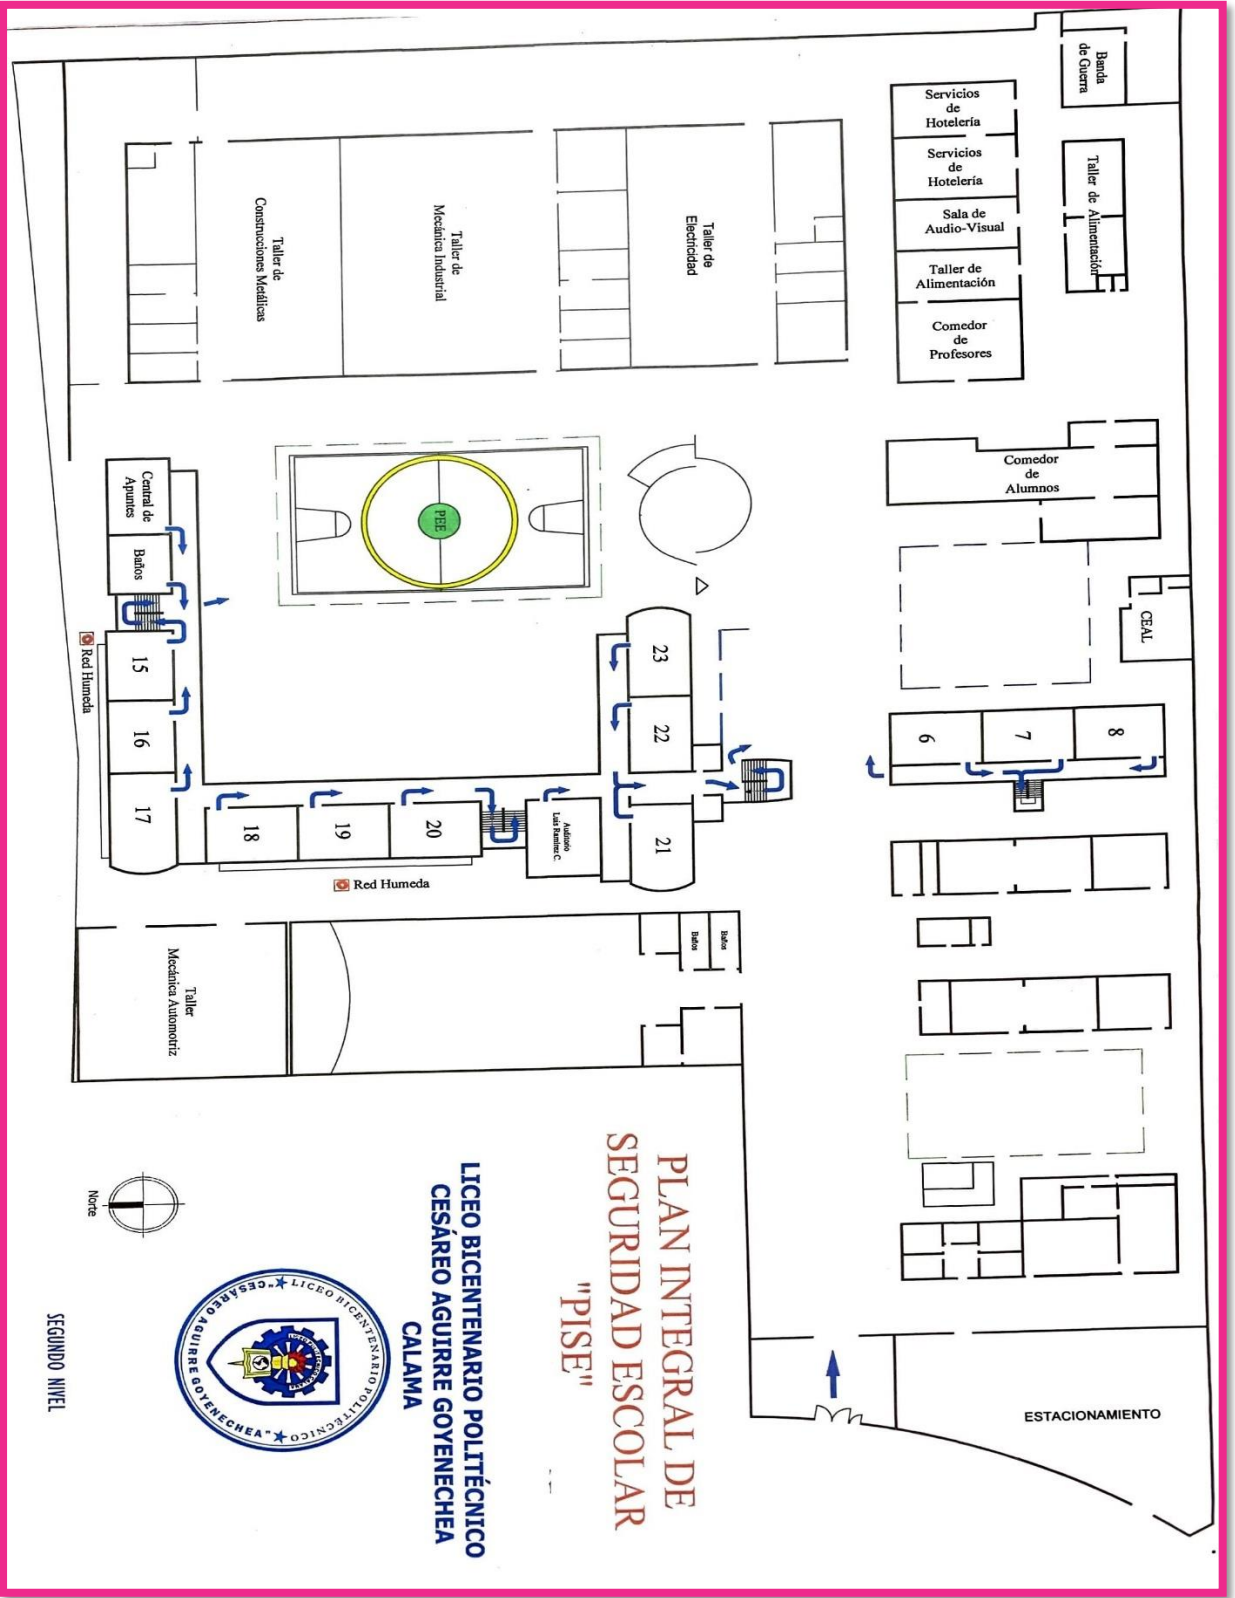 Banda
de Guerra
Servicios
de
Hotelería
Servicios
de
Hotelería
Sala de
Audio-Visual
Taller de
Alimentación
Comedor
de
Profesores
Taller de Alimentación
Taller de
Construcciones Metálicas
Taller de
Mecánica Industrial
Taller de
Electricidad
Comedor
de
Alumnos
CEAL
Central de
Apuntes
Baños
PEE
15
16
17
18
19
20
Auditorio
Luis Ramírez C.
21
22
23
6
7
8
Red Humeda
Red Humeda
Baños
Baños
Taller
Mecánica Automotriz
PLAN INTEGRAL DE
SEGURIDAD ESCOLAR
"PISE"
LICEO BICENTENARIO POLITÉCNICO
CESÁREO AGUIRRE GOYENECHEA
CALAMA
Norte
LICEO BICENTENARIO POLITÉCNICO
"CESÁREO AGUIRRE GOYENECHEA"
SEGUNDO NIVEL
ESTACIONAMIENTO